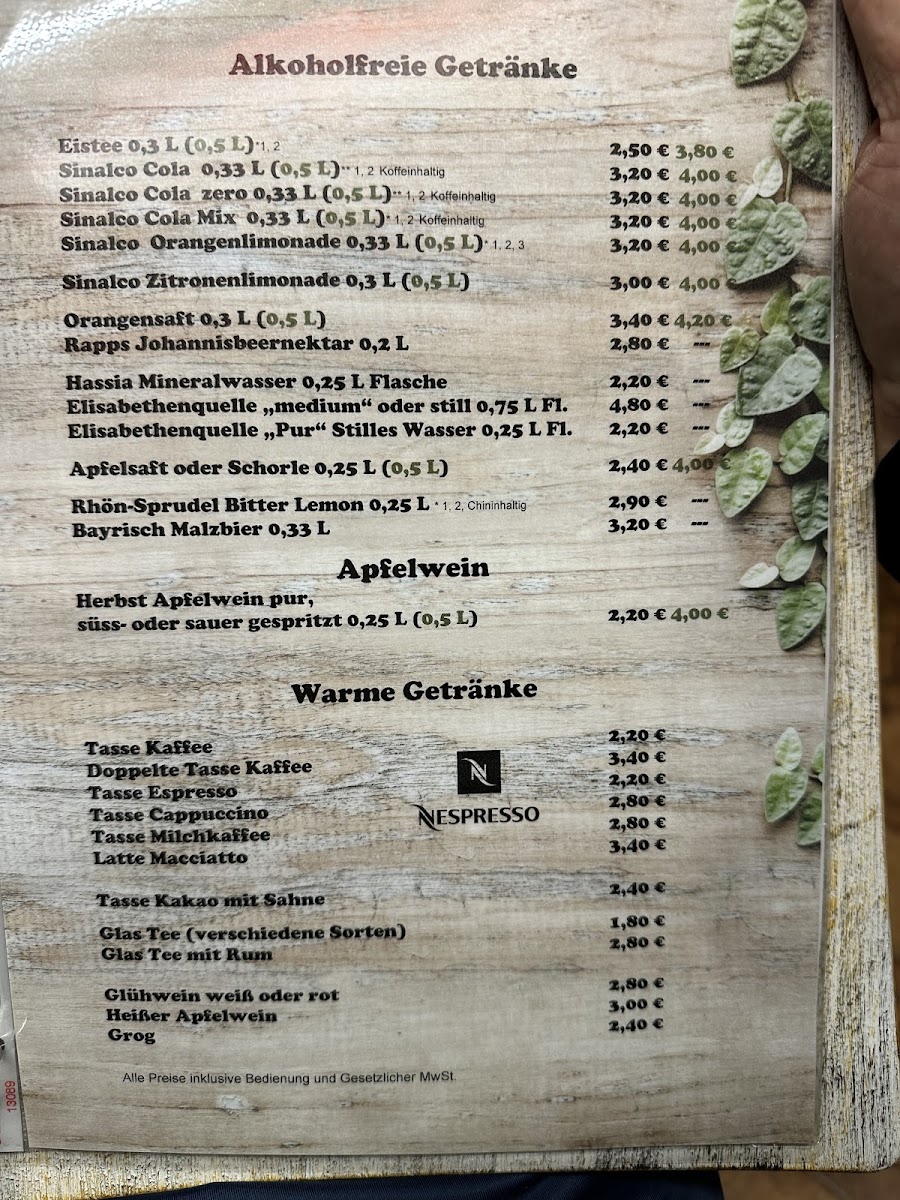 Alkoholfreie Getränke
Eistee 0,3 L (0,5 L)*1, 2 2,50 € 3,80 €
Sinalco Cola 0,33 L (0,5 L)** 1, 2 Koffeinhaltig 3,20 € 4,00 €
Sinalco Cola zero 0,33 L (0,5 L)** 1, 2 Koffeinhaltig 3,20 € 4,00 €
Sinalco Cola Mix 0,33 L (0,5 L)* 1, 2 Koffeinhaltig 3,20 € 4,00 €
Sinalco Orangenlimonade 0,33 L (0,5 L)* 1, 2, 3 3,20 € 4,00 €
Sinalco Zitronenlimonade 0,3 L (0,5 L) 3,00 € 4,00 €
Orangensaft 0,3 L (0,5 L) 3,40 € 4,20 €
Rapps Johannisbeernektar 0,2 L 2,80 € ---
Hassia Mineralwasser 0,25 L Flasche 2,20 € ---
Elisabethenquelle „medium“ oder still 0,75 L Fl. 4,80 € ---
Elisabethenquelle „Pur“ Stilles Wasser 0,25 L Fl. 2,20 € ---
Apfelsaft oder Schorle 0,25 L (0,5 L) 2,40 € 4,00 €
Rhön-Sprudel Bitter Lemon 0,25 L * 1, 2, Chininhaltig 2,90 € ---
Bayrisch Malzbier 0,33 L 3,20 € ---
Apfelwein
Herbst Apfelwein pur,
süss- oder sauer gespritzt 0,25 L (0,5 L) 2,20 € 4,00 €
Warme Getränke
Tasse Kaffee 2,20 €
Doppelte Tasse Kaffee 3,40 €
Tasse Espresso 2,20 €
Tasse Cappuccino 2,80 €
Tasse Milchkaffee 2,80 €
Latte Macciatto 3,40 €
N
NESPRESSO
Tasse Kakao mit Sahne 2,40 €
Glas Tee (verschiedene Sorten) 1,80 €
Glas Tee mit Rum 2,80 €
Glühwein weiß oder rot 2,80 €
Heißer Apfelwein 3,00 €
Grog 2,40 €
Alle Preise inklusive Bedienung und Gesetzlicher MwSt.
13089